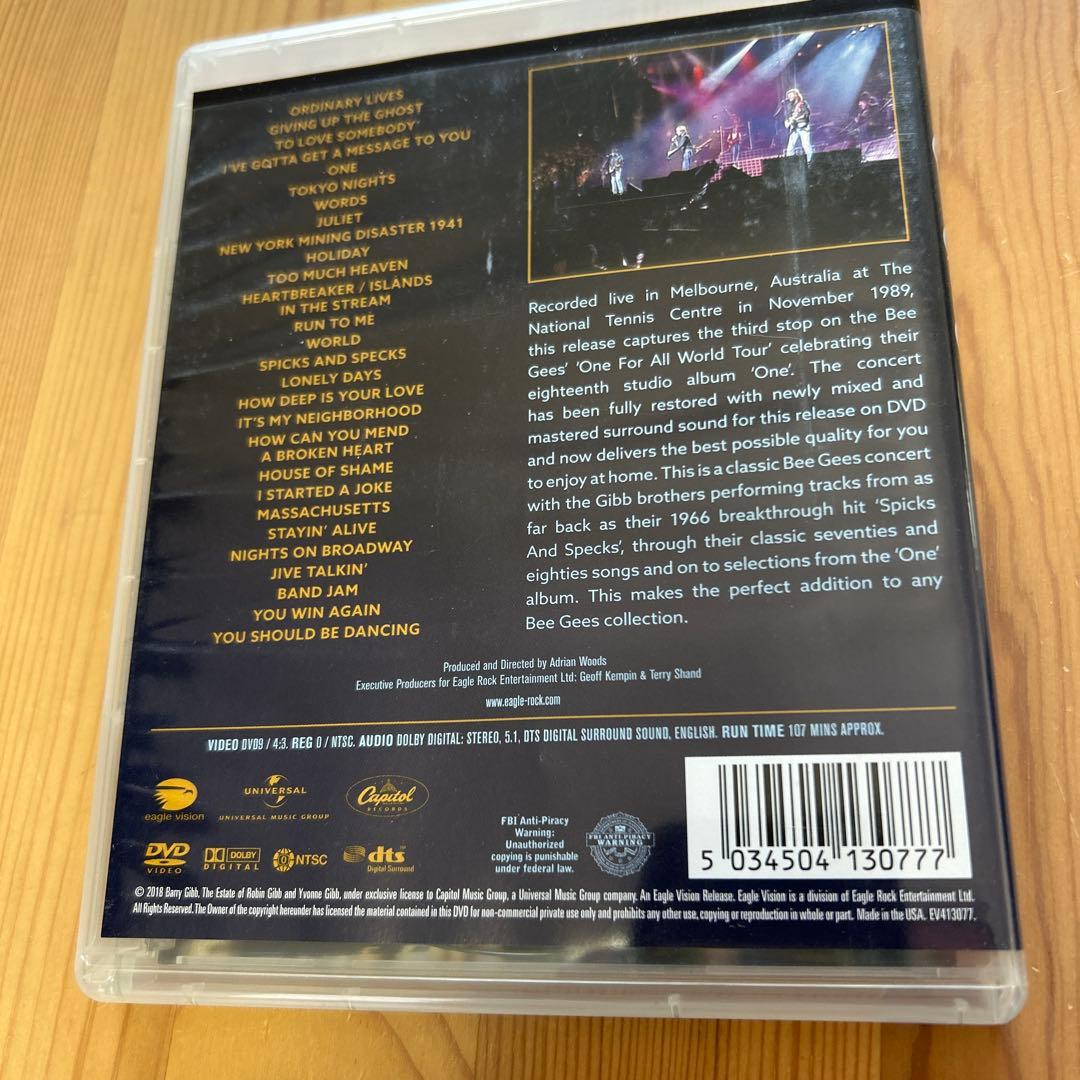 ORDINARY LIVES
GIVING UP THE GHOST
TO LOVE SOMEBODY
I'VE GOTTA GET A MESSAGE TO YOU
ONE
TOKYO NIGHTS
WORDS
JULIET
NEW YORK MINING DISASTER 1941
HOLIDAY
TOO MUCH HEAVEN
HEARTBREAKER / ISLANDS
IN THE STREAM
RUN TO ME
WORLD
SPICKS AND SPECKS
LONELY DAYS
HOW DEEP IS YOUR LOVE
IT'S MY NEIGHBORHOOD
HOW CAN YOU MEND
A BROKEN HEART
HOUSE OF SHAME
I STARTED A JOKE
MASSACHUSETTS
STAYIN' ALIVE
NIGHTS ON BROADWAY
JIVE TALKIN'
BAND JAM
YOU WIN AGAIN
YOU SHOULD BE DANCING
Recorded live in Melbourne, Australia at The
National Tennis Centre in November 1989,
this release captures the third stop on the Bee
Gees' 'One For All World Tour' celebrating their
eighteenth studio album 'One'. The concert
has been fully restored with newly mixed and
mastered surround sound for this release on DVD
and now delivers the best possible quality for you
to enjoy at home. This is a classic Bee Gees concert
with the Gibb brothers performing tracks from as
far back as their 1966 breakthrough hit 'Spicks
And Specks', through their classic seventies and
eighties songs and on to selections from the 'One'
album. This makes the perfect addition to any
Bee Gees collection.
Produced and Directed by Adrian Woods
Executive Producers for Eagle Rock Entertainment Ltd: Geoff Kempin & Terry Shand
www.eagle-rock.com
VIDEO DVD9 / 4:3. REG 0 / NTSC. AUDIO DOLBY DIGITAL: STEREO, 5.1, DTS DIGITAL SURROUND SOUND, ENGLISH. RUN TIME 107 MINS APPROX.
eagle vision
UNIVERSAL
UNIVERSAL MUSIC GROUP
Capitol
RECORDS
DVD
VIDEO
DOLBY
DIGITAL
0
NTSC
dts
Digital Surround
FBI Anti-Piracy
Warning:
Unauthorized
copying is punishable
under federal law.
FBI ANTI-PIRACY
WARNING
5 034504 130777
© 2018 Barry Gibb, The Estate of Robin Gibb and Yvonne Gibb, under exclusive license to Capitol Music Group, a Universal Music Group company. An Eagle Vision Release. Eagle Vision is a division of Eagle Rock Entertainment Ltd.
All Rights Reserved. The Owner of the copyright hereunder has licensed the material contained in this DVD for non-commercial private use only and prohibits any other use, copying or reproduction in whole or part. Made in the USA. EV413077.